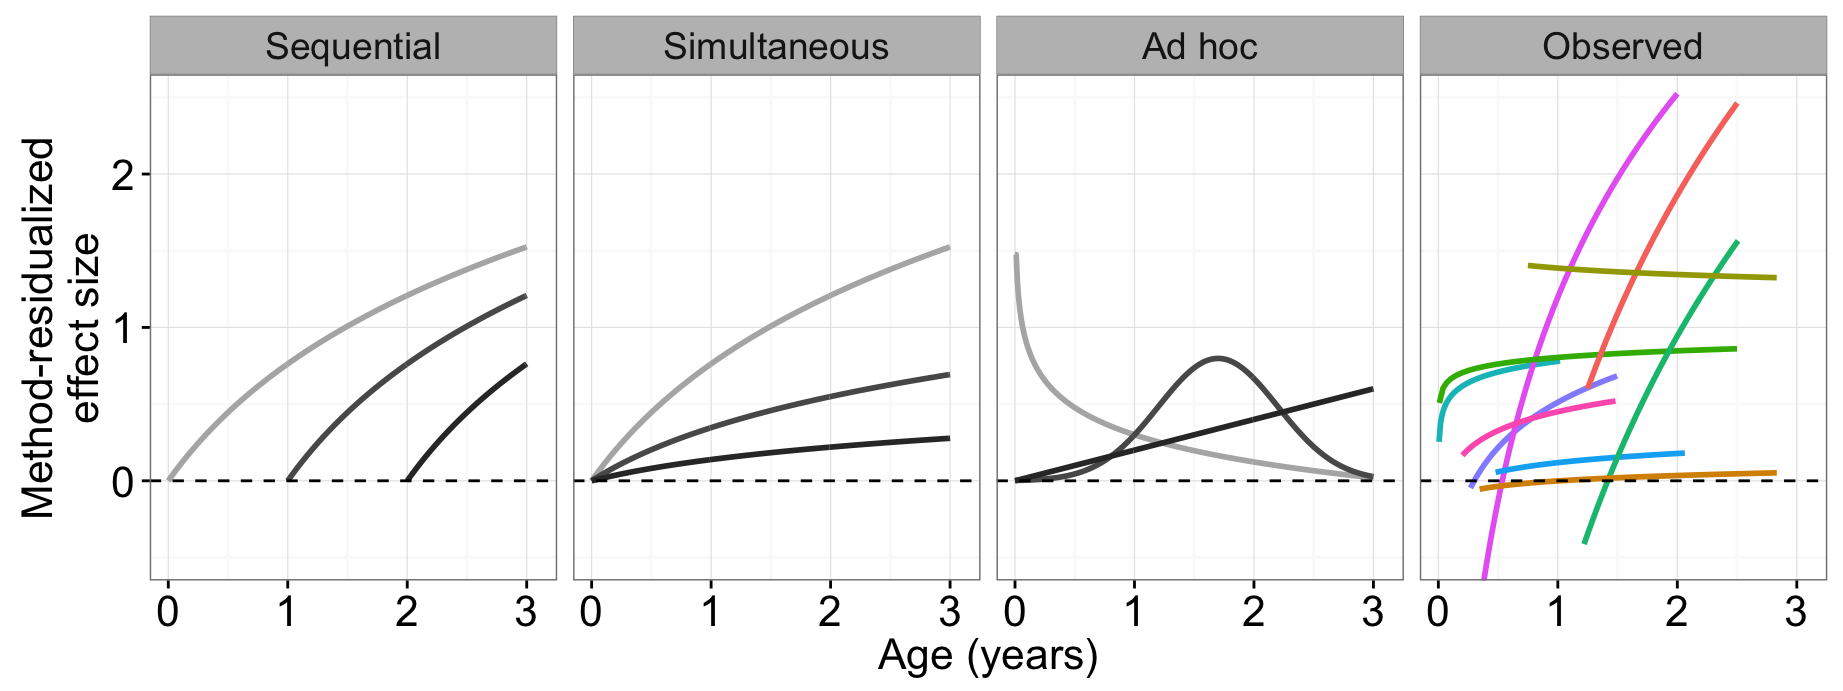 Sequential
Simultaneous
Ad hoc
Observed
Method-residualized
effect size
2
1
0
0 1 2 3
0 1 2 3
0 1 2 3
0 1 2 3
Age (years)